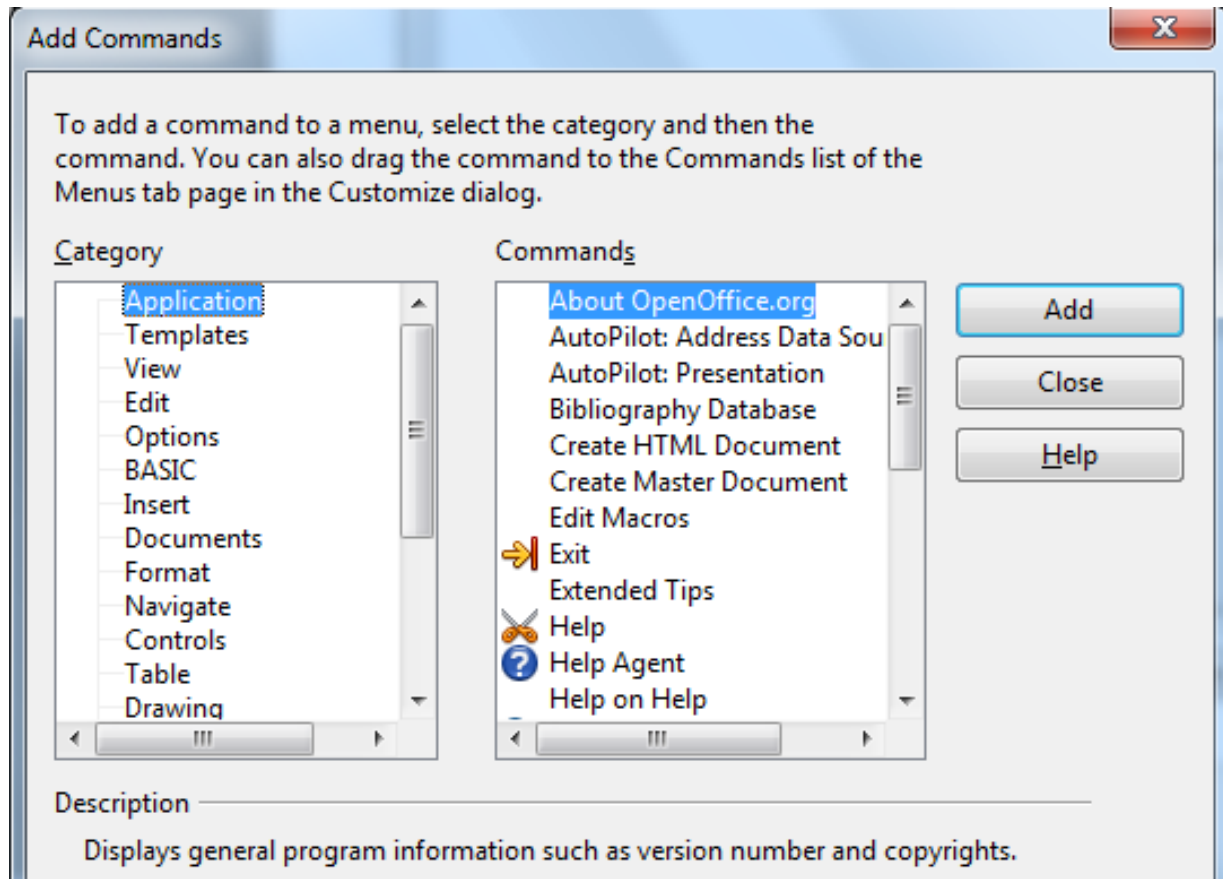 Add Commands
To add a command to a menu, select the category and then the
command. You can also drag the command to the Commands list of the
Menus tab page in the Customize dialog.
Category
Application
Templates
View
Edit
Options
BASIC
Insert
Documents
Format
Navigate
Controls
Table
Drawing
Commands
About OpenOffice.org
AutoPilot: Address Data Sou
AutoPilot: Presentation
Bibliography Database
Create HTML Document
Create Master Document
Edit Macros
Exit
Extended Tips
Help
Help Agent
Help on Help
Add
Close
Help
Description
Displays general program information such as version number and copyrights.